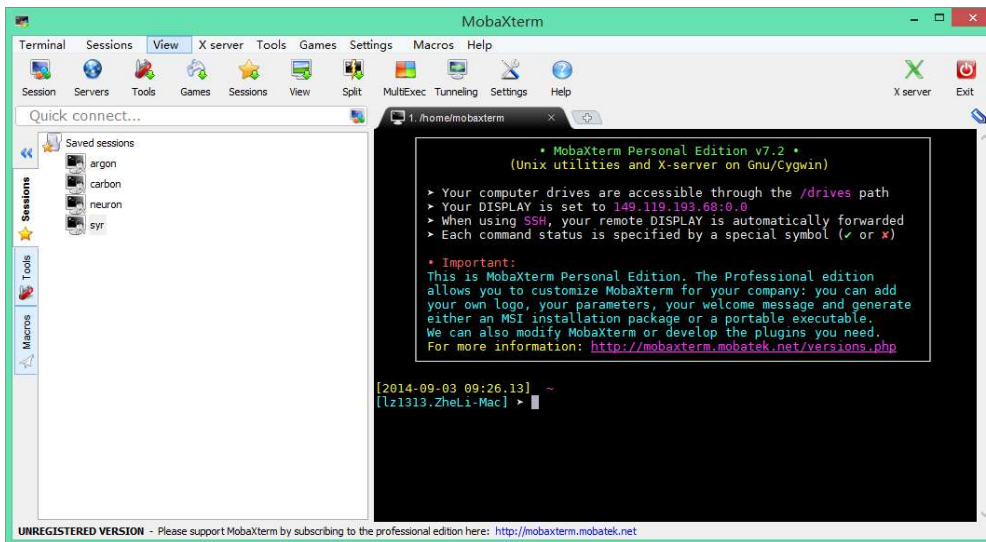 MobaXterm
Terminal Sessions View X server Tools Games Settings Macros Help
Session Servers Tools Games Sessions View Split MultiExec Tunneling Settings Help X server Exit
Quick connect...
1. /home/mobaxterm
Saved sessions
argon
carbon
neuron
syr
Sessions
Tools
Macros
• MobaXterm Personal Edition v7.2 •
(Unix utilities and X-server on Gnu/Cygwin)
➤ Your computer drives are accessible through the /drives path
➤ Your DISPLAY is set to 149.119.193.68:0.0
➤ When using SSH, your remote DISPLAY is automatically forwarded
➤ Each command status is specified by a special symbol (✔ or ✘)
• Important:
This is MobaXterm Personal Edition. The Professional edition
allows you to customize MobaXterm for your company: you can add
your own logo, your parameters, your welcome message and generate
either an MSI installation package or a portable executable.
We can also modify MobaXterm or develop the plugins you need.
For more information: http://mobaxterm.mobatek.net/versions.php
[2014-09-03 09:26.13] ~
[lz1313.ZheLi-Mac] ➤
UNREGISTERED VERSION - Please support MobaXterm by subscribing to the professional edition here: http://mobaxterm.mobatek.net